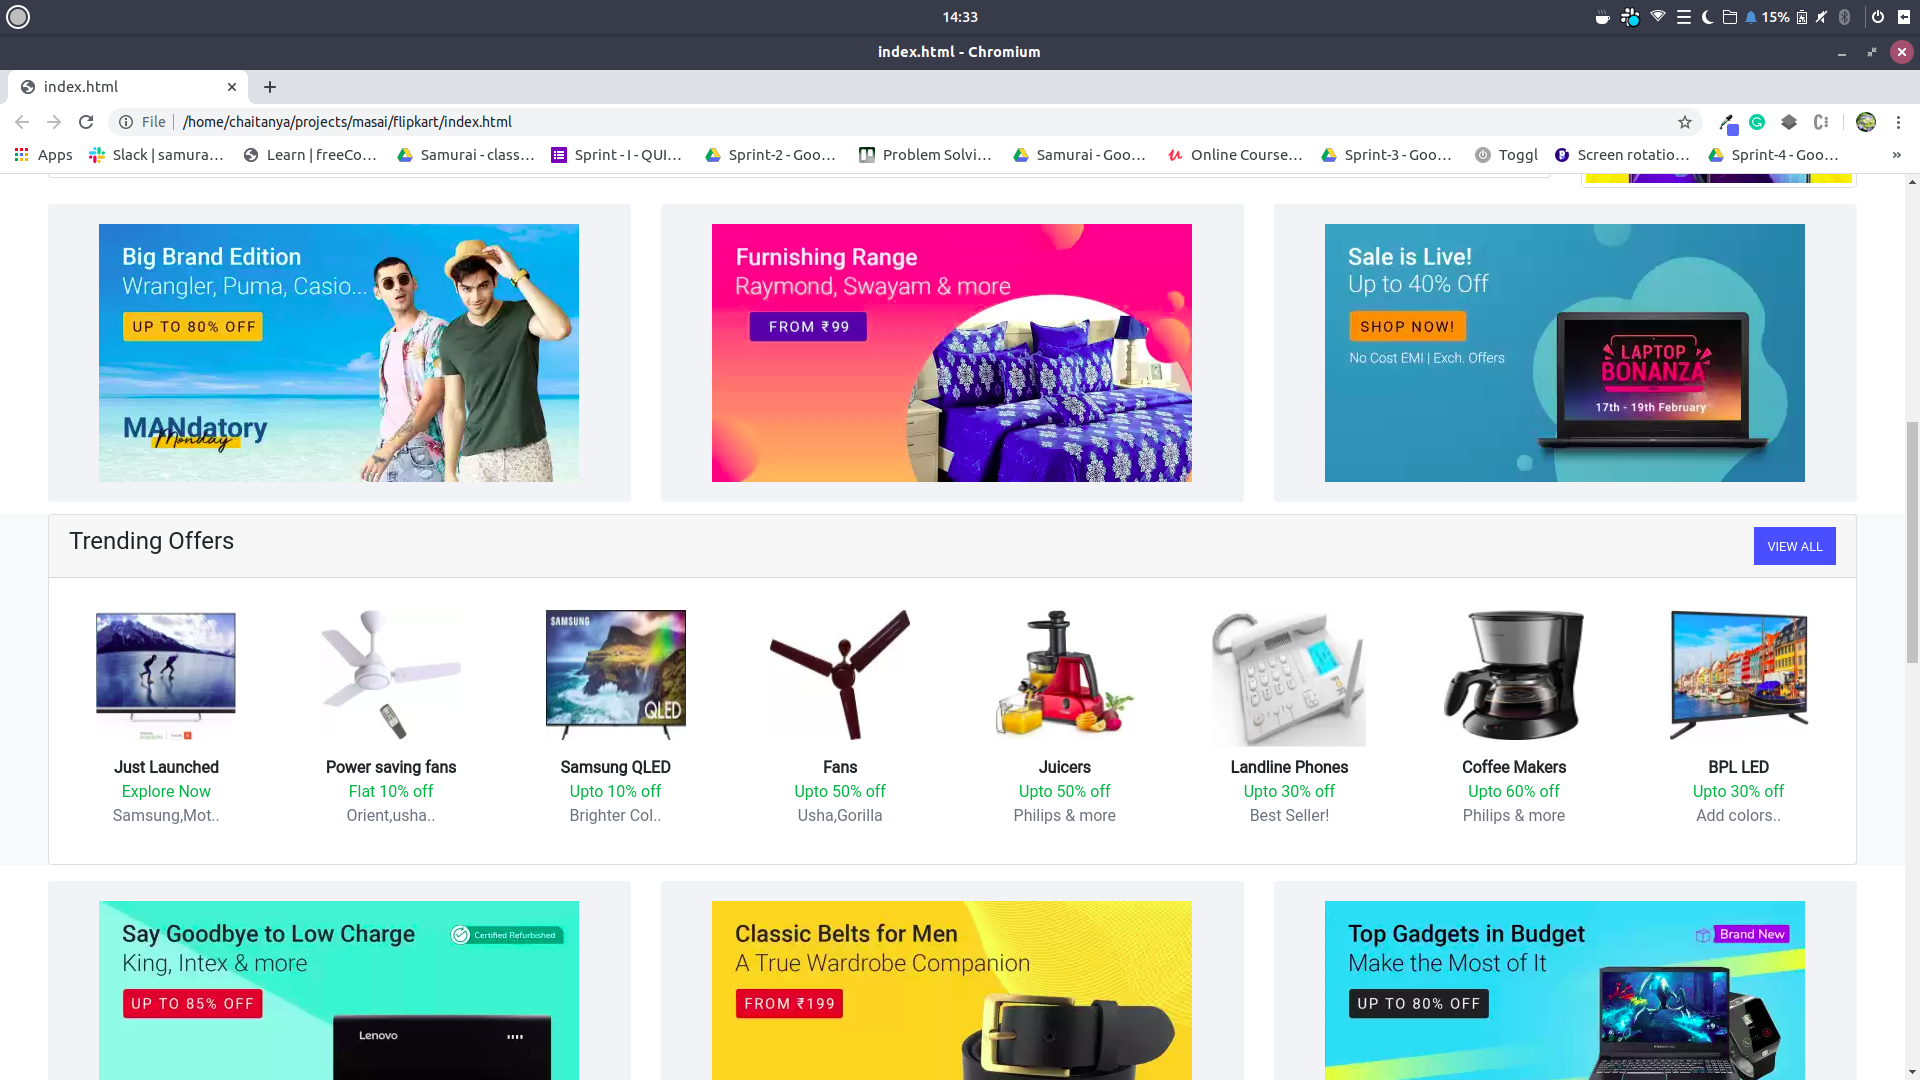 14:33
15%
index.html - Chromium
index.html
File
/home/chaitanya/projects/masai/flipkart/index.html
Apps
Slack | samura...
Learn | freeCo...
Samurai - class...
Sprint - I - QUI...
Sprint-2 - Goo...
Problem Solvi...
Samurai - Goo...
Online Course...
Sprint-3 - Goo...
Toggl
Screen rotatio...
Sprint-4 - Goo...
»
Big Brand Edition
Wrangler, Puma, Casio...
UP TO 80% OFF
MANdatory
Monday
Furnishing Range
Raymond, Swayam & more
FROM ₹99
Sale is Live!
Up to 40% Off
SHOP NOW!
No Cost EMI | Exch. Offers
LAPTOP
BONANZA
17th - 19th February
Trending Offers
VIEW ALL
SAMSUNG
QLED
Just Launched
Explore Now
Samsung,Mot..
Power saving fans
Flat 10% off
Orient,usha..
Samsung QLED
Upto 10% off
Brighter Col..
Fans
Upto 50% off
Usha,Gorilla
Juicers
Upto 50% off
Philips & more
Landline Phones
Upto 30% off
Best Seller!
Coffee Makers
Upto 60% off
Philips & more
BPL LED
Upto 30% off
Add colors..
Say Goodbye to Low Charge
Certified Refurbished
King, Intex & more
UP TO 85% OFF
Lenovo
Classic Belts for Men
A True Wardrobe Companion
FROM ₹199
Top Gadgets in Budget
Brand New
Make the Most of It
UP TO 80% OFF